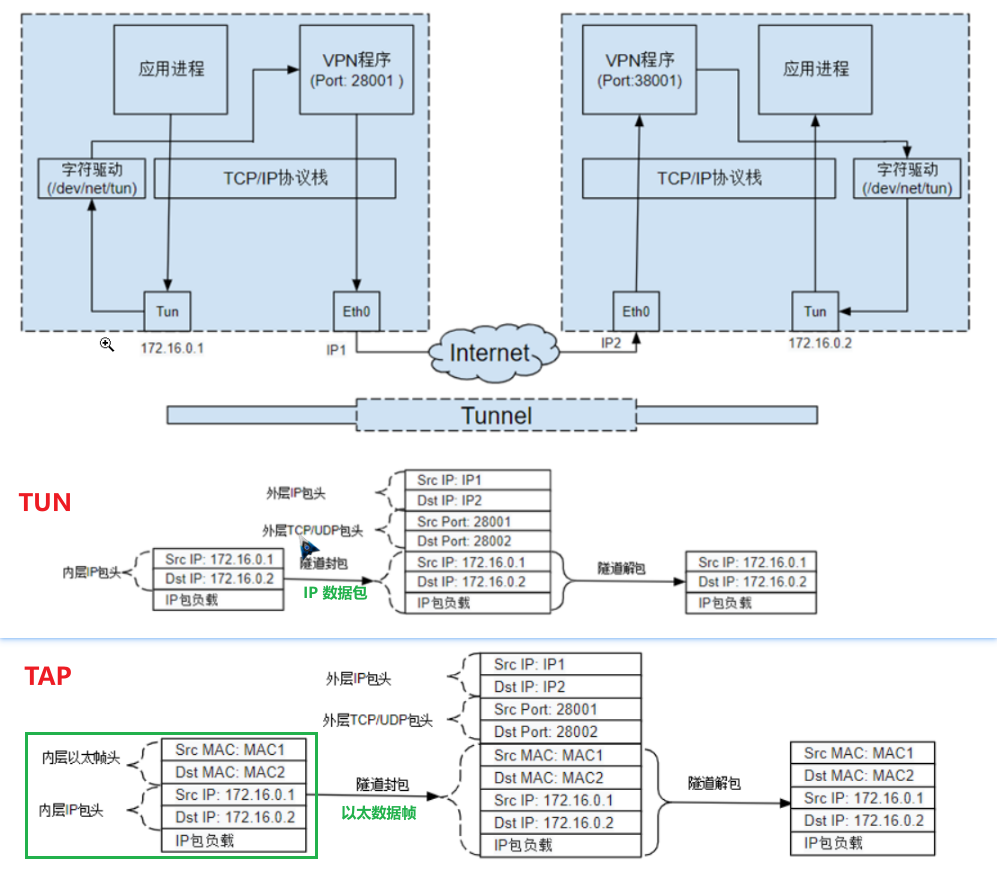 应用进程
VPN程序
(Port: 28001 )
VPN程序
(Port:38001)
应用进程
字符驱动
(/dev/net/tun)
TCP/IP协议栈
TCP/IP协议栈
字符驱动
(/dev/net/tun)
Tun
Eth0
Eth0
Tun
172.16.0.1
IP1
Internet
IP2
172.16.0.2
Tunnel
TUN
外层IP包头
Src IP: IP1
Dst IP: IP2
外层TCP/UDP包头
Src Port: 28001
Dst Port: 28002
内层IP包头
Src IP: 172.16.0.1
Dst IP: 172.16.0.2
IP包负载
隧道封包
IP 数据包
Src IP: 172.16.0.1
Dst IP: 172.16.0.2
IP包负载
隧道解包
Src IP: 172.16.0.1
Dst IP: 172.16.0.2
IP包负载
TAP
外层IP包头
Src IP: IP1
Dst IP: IP2
外层TCP/UDP包头
Src Port: 28001
Dst Port: 28002
内层以太帧头
Src MAC: MAC1
Dst MAC: MAC2
内层IP包头
Src IP: 172.16.0.1
Dst IP: 172.16.0.2
IP包负载
隧道封包
以太数据帧
Src MAC: MAC1
Dst MAC: MAC2
Src IP: 172.16.0.1
Dst IP: 172.16.0.2
IP包负载
隧道解包
Src MAC: MAC1
Dst MAC: MAC2
Src IP: 172.16.0.1
Dst IP: 172.16.0.2
IP包负载